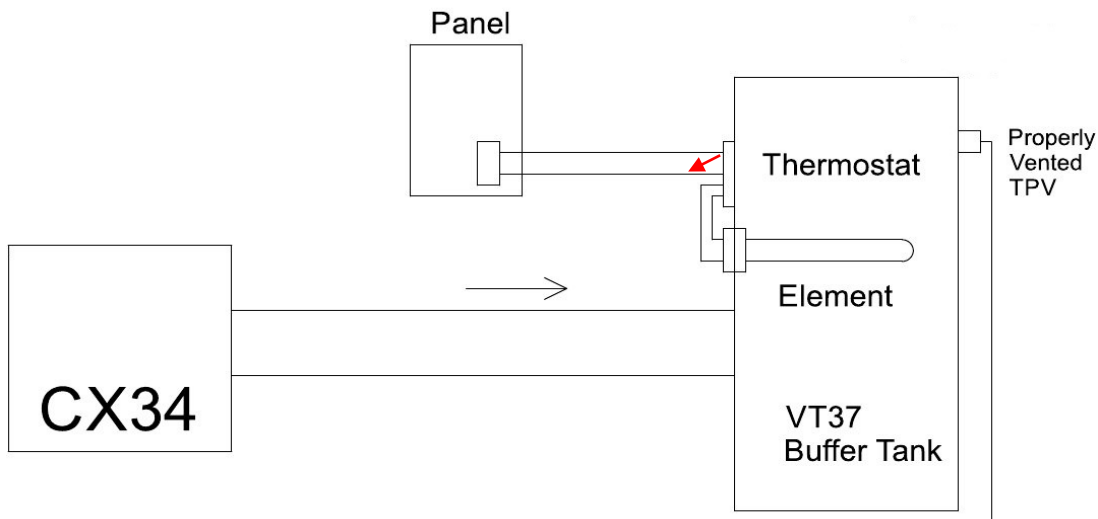 Panel
Thermostat
Properly
Vented
TPV
Element
CX34
VT37
Buffer Tank